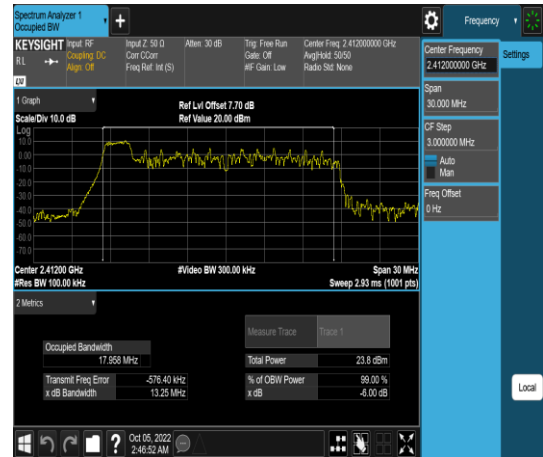 Spectrum Analyzer 1
Occupied BW
+
Frequency
KEYSIGHT
Input: RF
Coupling: DC
Align: Off
R L
LXI
Input Z: 50 Ω
Corr CCorr
Freq Ref: Int (S)
Atten: 30 dB
Trig: Free Run
Gate: Off
#IF Gain: Low
Center Freq: 2.412000000 GHz
Avg|Hold: 50/50
Radio Std: None
Center Frequency
2.412000000 GHz
Settings
Span
30.000 MHz
CF Step
3.000000 MHz
Auto
Man
Freq Offset
0 Hz
Local
1 Graph
Scale/Div 10.0 dB
Ref Lvl Offset 7.70 dB
Ref Value 20.00 dBm
Log
10.0
0.00
-10.0
-20.0
-30.0
-40.0
-50.0
-60.0
-70.0
Center 2.41200 GHz
#Res BW 100.00 kHz
#Video BW 300.00 kHz
Span 30 MHz
Sweep 2.93 ms (1001 pts)
2 Metrics
Measure Trace
Trace 1
Occupied Bandwidth
17.958 MHz
Total Power
23.8 dBm
Transmit Freq Error
-576.40 kHz
% of OBW Power
99.00 %
x dB Bandwidth
13.25 MHz
x dB
-6.00 dB
?
Oct 05, 2022
2:46:52 AM